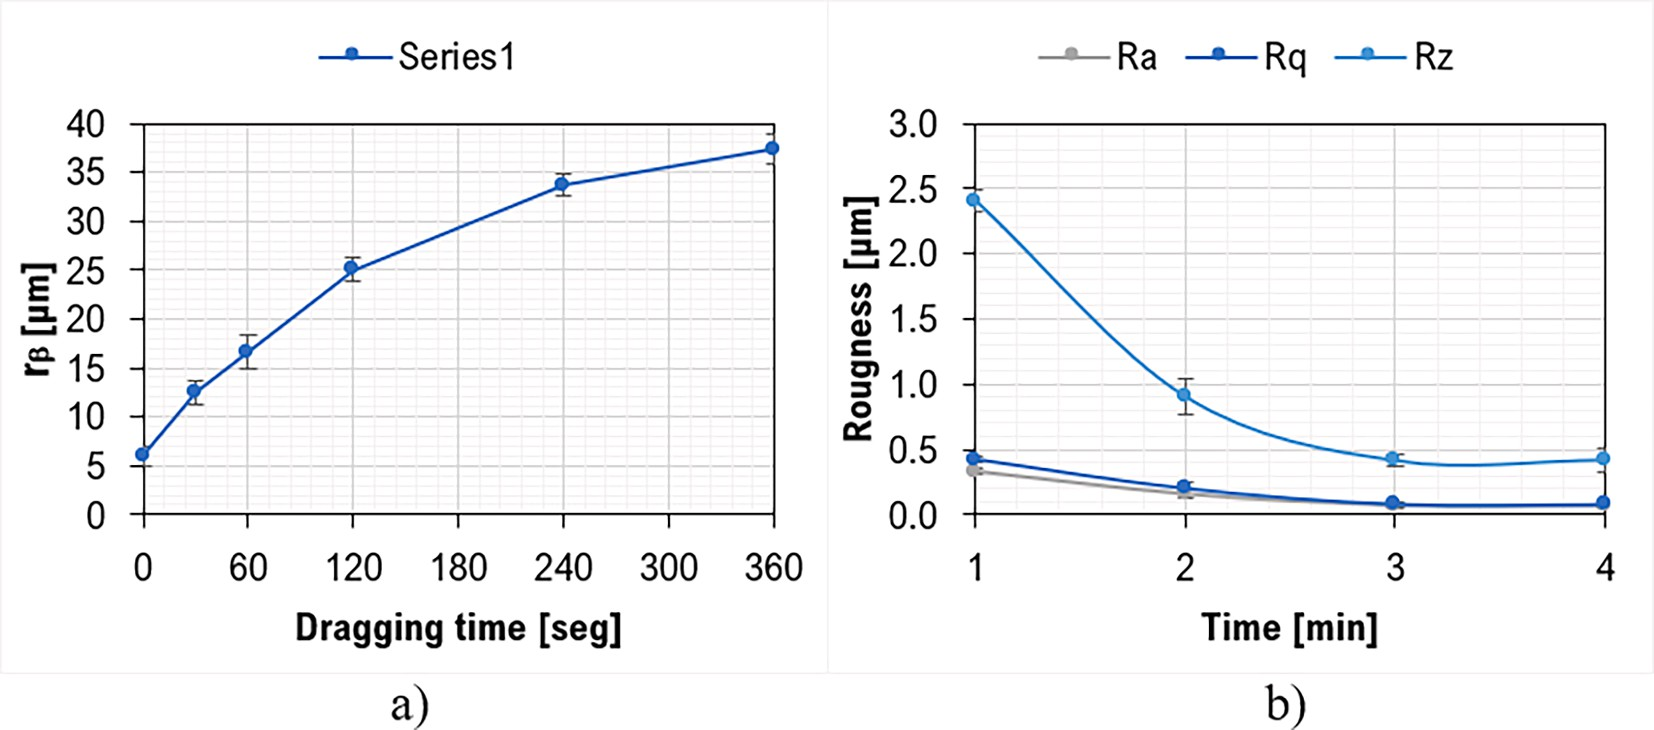 Series1
40
35
30
25
20
15
10
5
0
rβ [µm]
0 60 120 180 240 300 360
Dragging time [seg]
a)
Ra Rq Rz
3.0
2.5
2.0
1.5
1.0
0.5
0.0
Rougness [µm]
1 2 3 4
Time [min]
b)